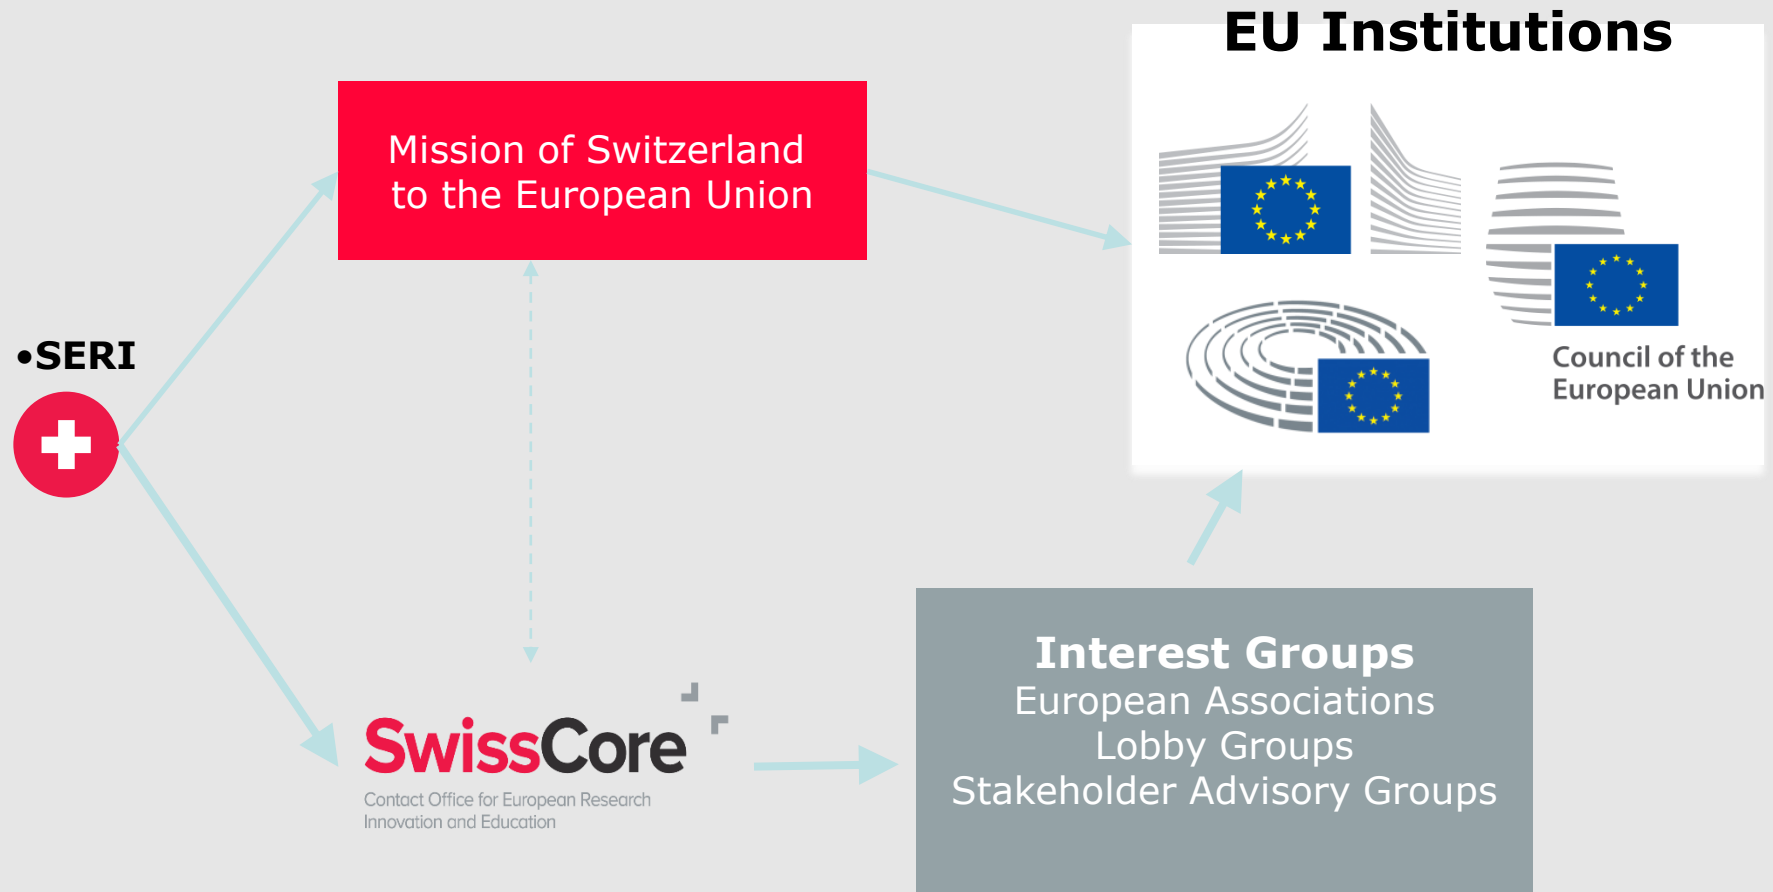 EU Institutions
Mission of Switzerland
to the European Union
•SERI
Council of the
European Union
SwissCore
Contact Office for European Research
Innovation and Education
Interest Groups
European Associations
Lobby Groups
Stakeholder Advisory Groups